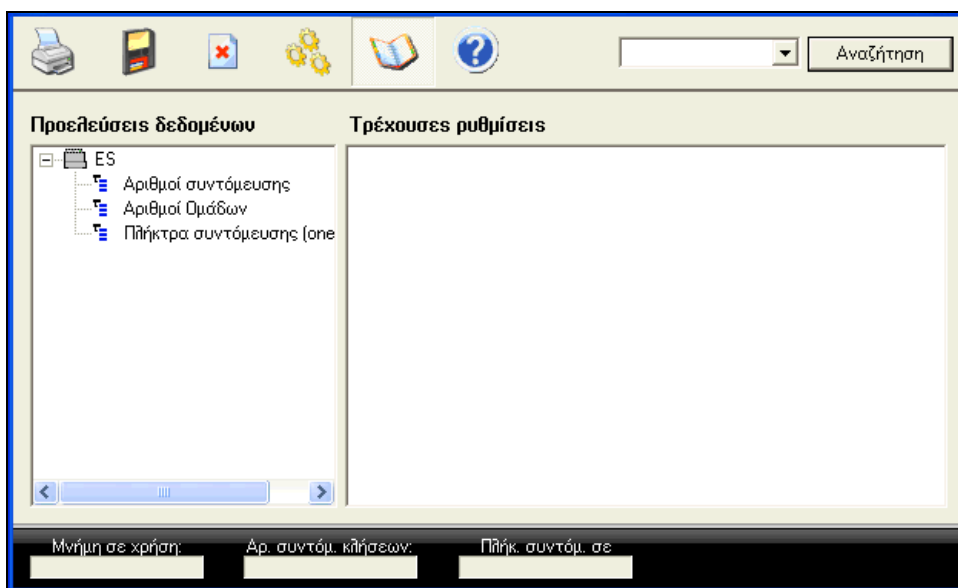 Αναζήτηση
Προελεύσεις δεδομένων
Τρέχουσες ρυθμίσεις
ES
Αριθμοί συντόμευσης
Αριθμοί Ομάδων
Πλήκτρα συντόμευσης (one
Μνήμη σε χρήση:
Αρ. συντόμ. κλήσεων:
Πλήκ. συντόμ. σε